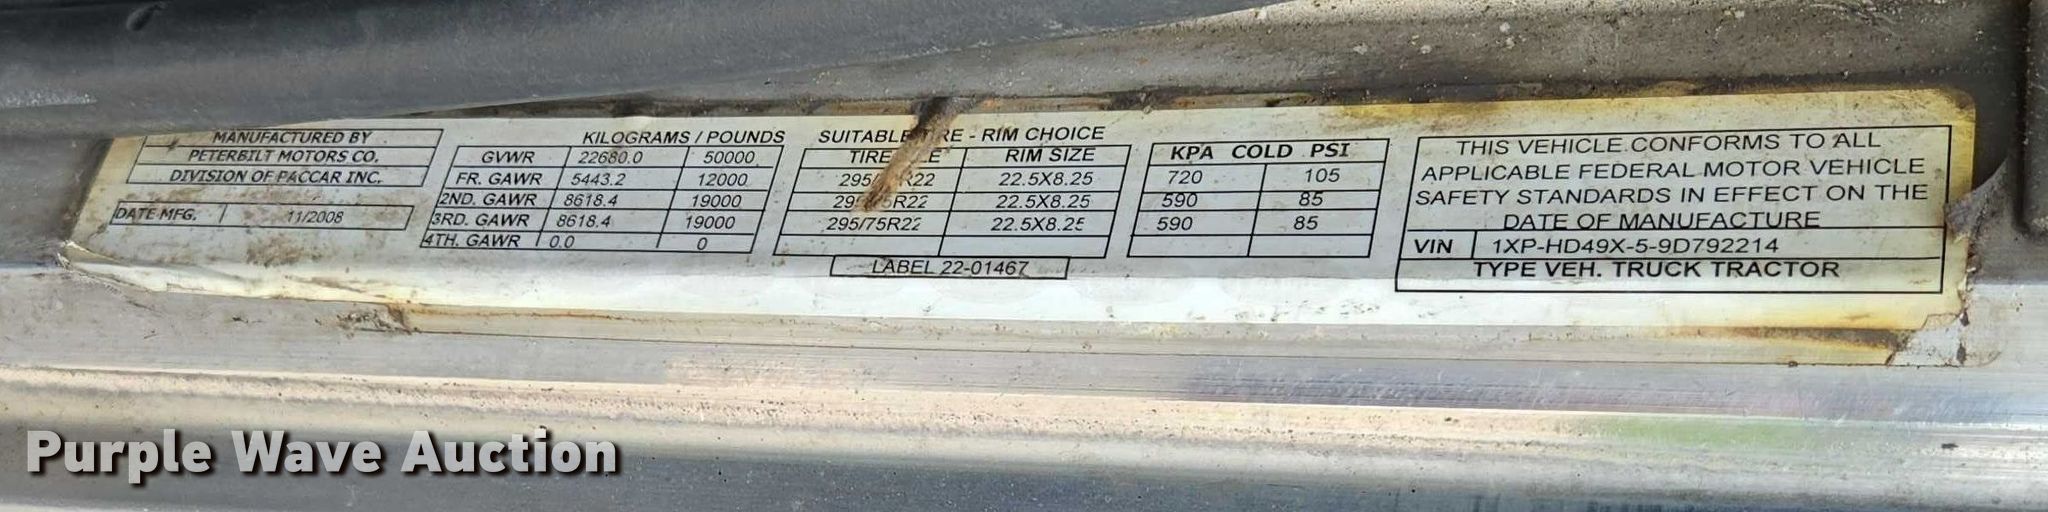 MANUFACTURED BY
PETERBILT MOTORS CO.
DIVISION OF PACCAR INC.
DATE MFG. 11/2008
KILOGRAMS / POUNDS
GVWR 22680.0 50000
FR. GAWR 5443.2 12000
2ND. GAWR 8618.4 19000
3RD. GAWR 8618.4 19000
4TH. GAWR 0.0 0
SUITABLE - RIM CHOICE
TIRE RIM SIZE
22.5X8.25
22.5X8.25
295/75R22 22.5X8.25
LABEL 22-01467
KPA COLD PSI
720 105
590 85
590 85
THIS VEHICLE CONFORMS TO ALL
APPLICABLE FEDERAL MOTOR VEHICLE
SAFETY STANDARDS IN EFFECT ON THE
DATE OF MANUFACTURE
VIN 1XP-HD49X-5-9D792214
TYPE VEH. TRUCK TRACTOR
Purple Wave Auction